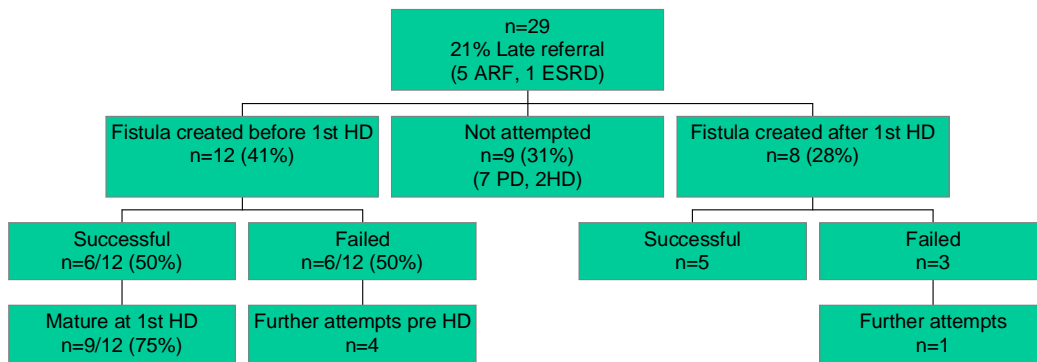 n=29
21% Late referral
(5 ARF, 1 ESRD)
Fistula created before 1st HD
n=12 (41%)
Not attempted
n=9 (31%)
(7 PD, 2HD)
Fistula created after 1st HD
n=8 (28%)
Successful
n=6/12 (50%)
Failed
n=6/12 (50%)
Successful
n=5
Failed
n=3
Mature at 1st HD
n=9/12 (75%)
Further attempts pre HD
n=4
Further attempts
n=1